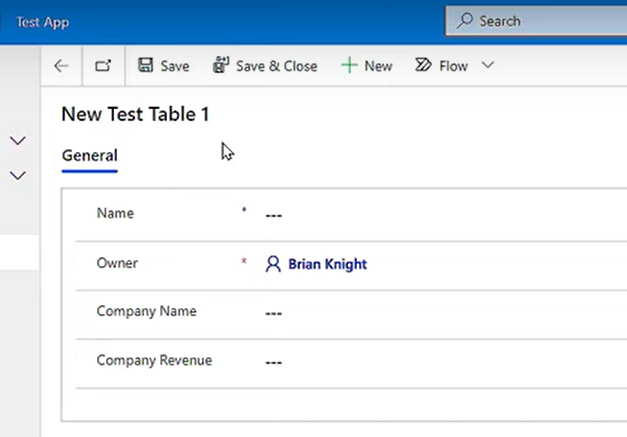 Test App Search
Save Save & Close New Flow
New Test Table 1
General
Name * ---
Owner * Brian Knight
Company Name ---
Company Revenue ---